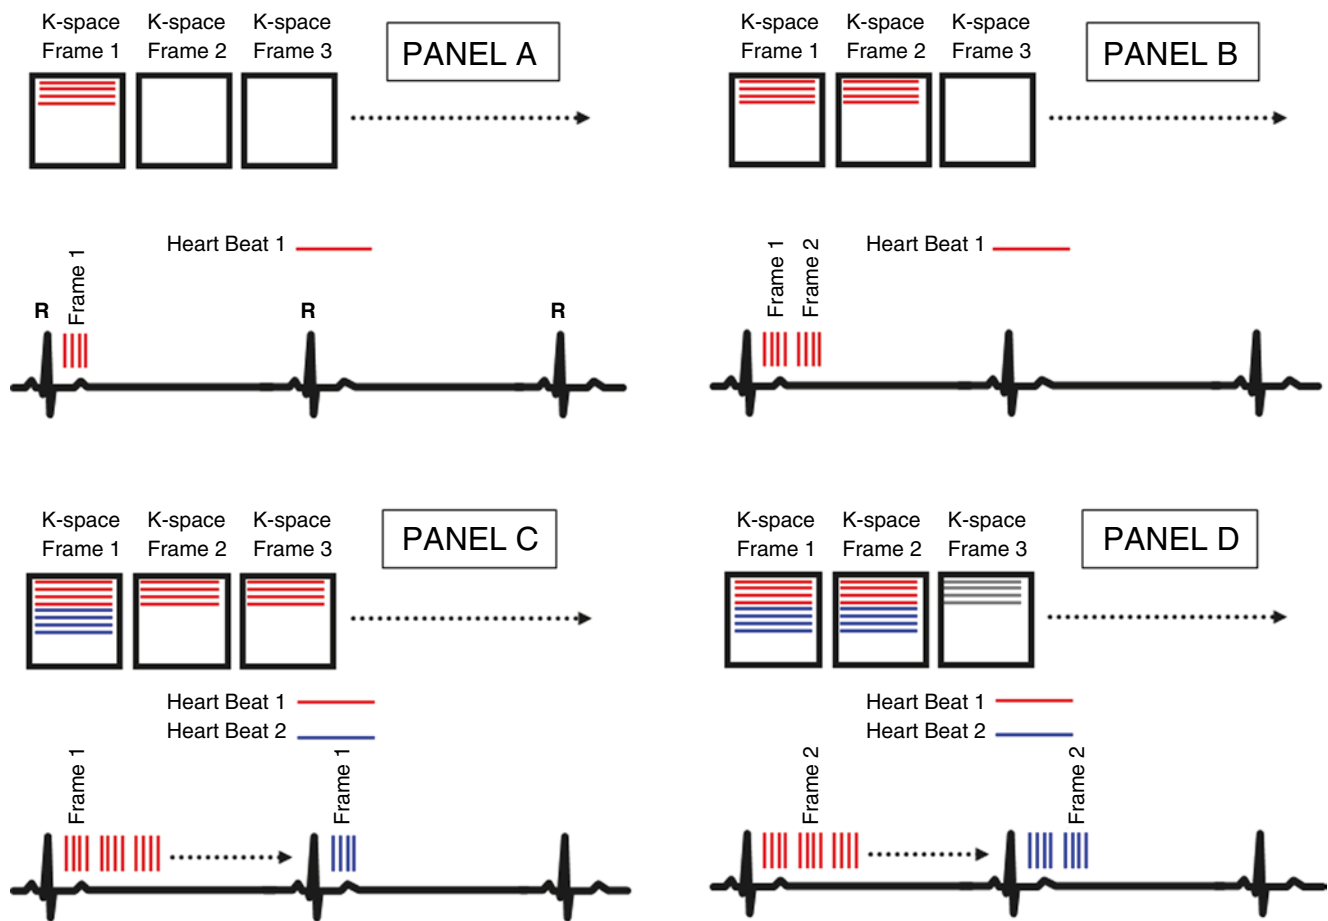 K-space K-space K-space
Frame 1 Frame 2 Frame 3
PANEL A
Heart Beat 1
Frame 1
R R R
K-space K-space K-space
Frame 1 Frame 2 Frame 3
PANEL B
Heart Beat 1
Frame 1
Frame 2
K-space K-space K-space
Frame 1 Frame 2 Frame 3
PANEL C
Heart Beat 1
Heart Beat 2
Frame 1
Frame 1
K-space K-space K-space
Frame 1 Frame 2 Frame 3
PANEL D
Heart Beat 1
Heart Beat 2
Frame 2
Frame 2